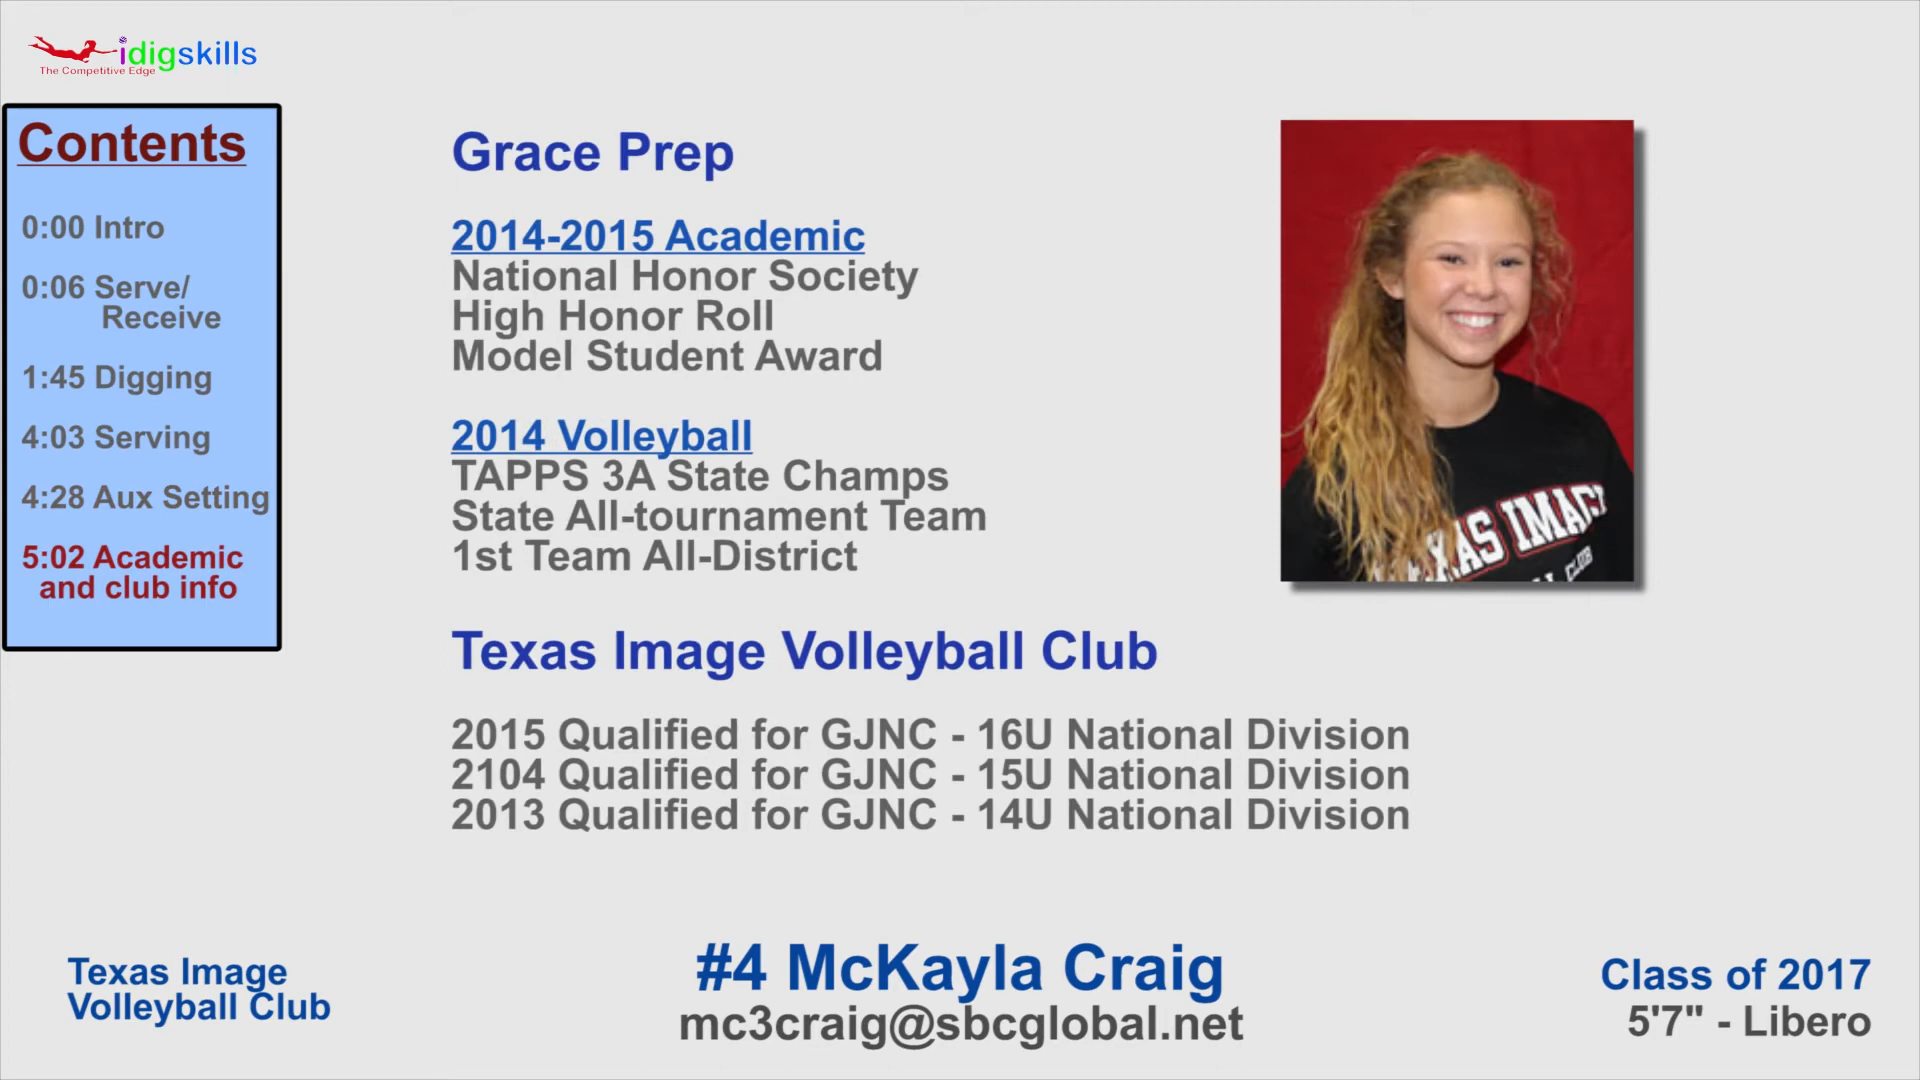 idigskills
The Competitive Edge
Contents
0:00 Intro
0:06 Serve/
Receive
1:45 Digging
4:03 Serving
4:28 Aux Setting
5:02 Academic
and club info
Grace Prep
2014-2015 Academic
National Honor Society
High Honor Roll
Model Student Award
2014 Volleyball
TAPPS 3A State Champs
State All-tournament Team
1st Team All-District
Texas Image Volleyball Club
2015 Qualified for GJNC - 16U National Division
2104 Qualified for GJNC - 15U National Division
2013 Qualified for GJNC - 14U National Division
IMAGE
CLUB
Texas Image
Volleyball Club
#4 McKayla Craig
mc3craig@sbcglobal.net
Class of 2017
5'7" - Libero